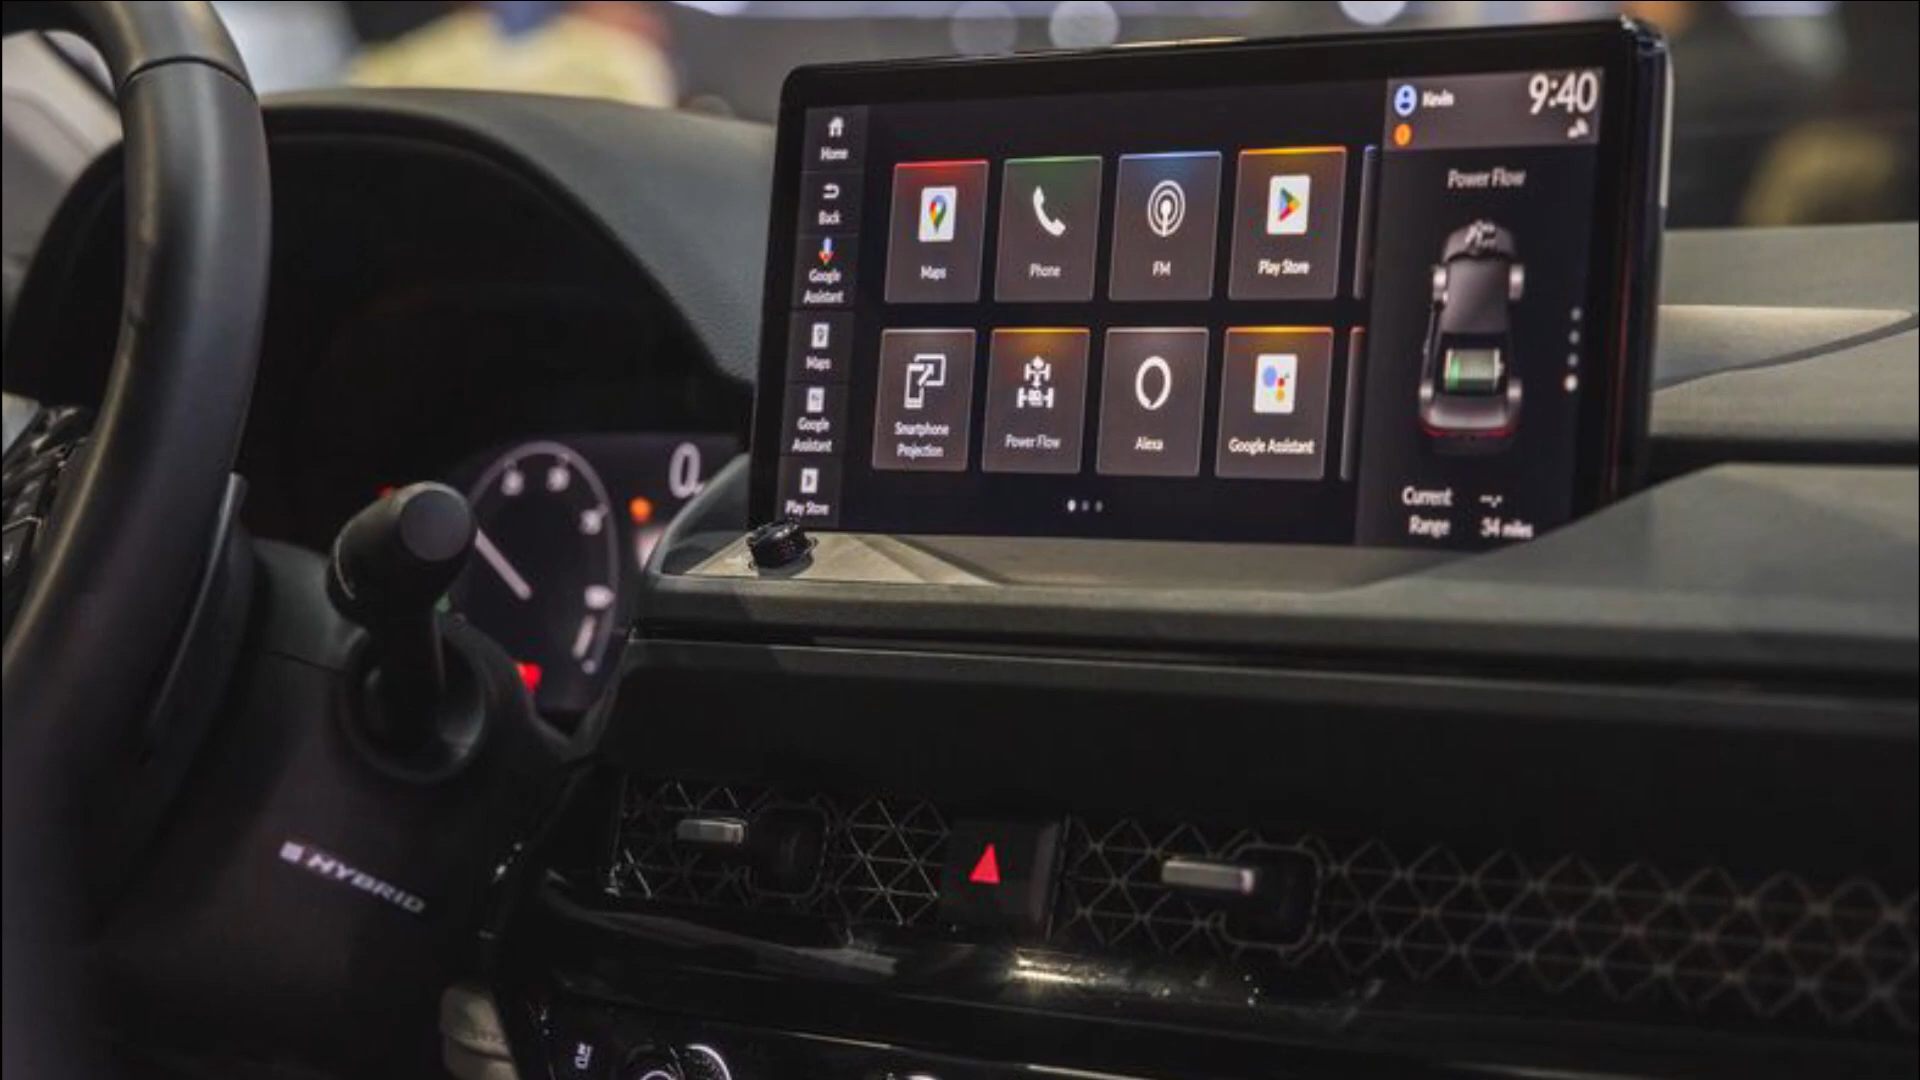 Home
Back
Google
Assistant
Maps
Google
Assistant
Play Store
Maps
Phone
FM
Play Store
Smartphone
Projection
Power Flow
Alexa
Google Assistant
Kevin
9:40
Power Flow
Current --.-
Range 34 miles
0
HYBRID